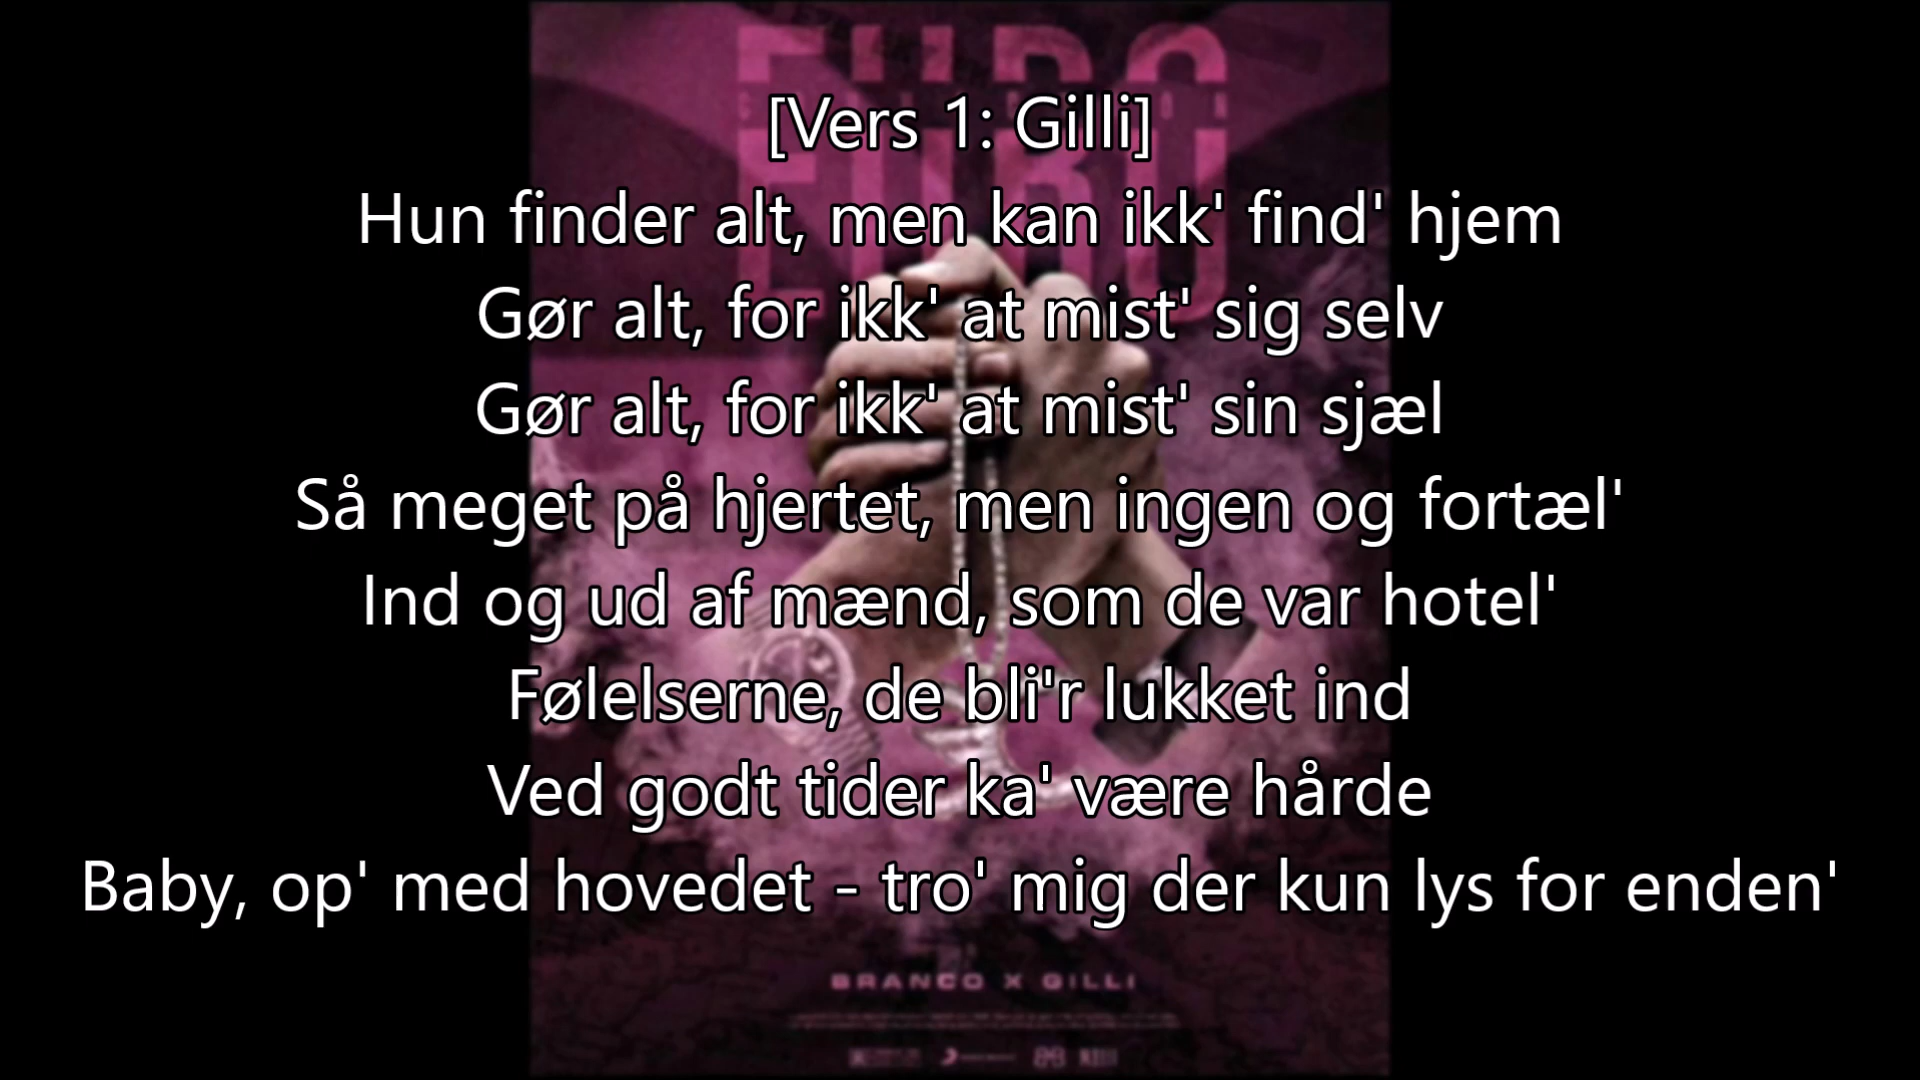 EURO
[Vers 1: Gilli]
EURO
Hun finder alt, men kan ikk' find' hjem
Gør alt, for ikk' at mist' sig selv
Gør alt, for ikk' at mist' sin sjæl
Så meget på hjertet, men ingen og fortæl'
Ind og ud af mænd, som de var hotel'
Følelserne, de bli'r lukket ind
Ved godt tider ka' være hårde
Baby, op' med hovedet - tro' mig der kun lys for enden'
BRANCO X GILLI